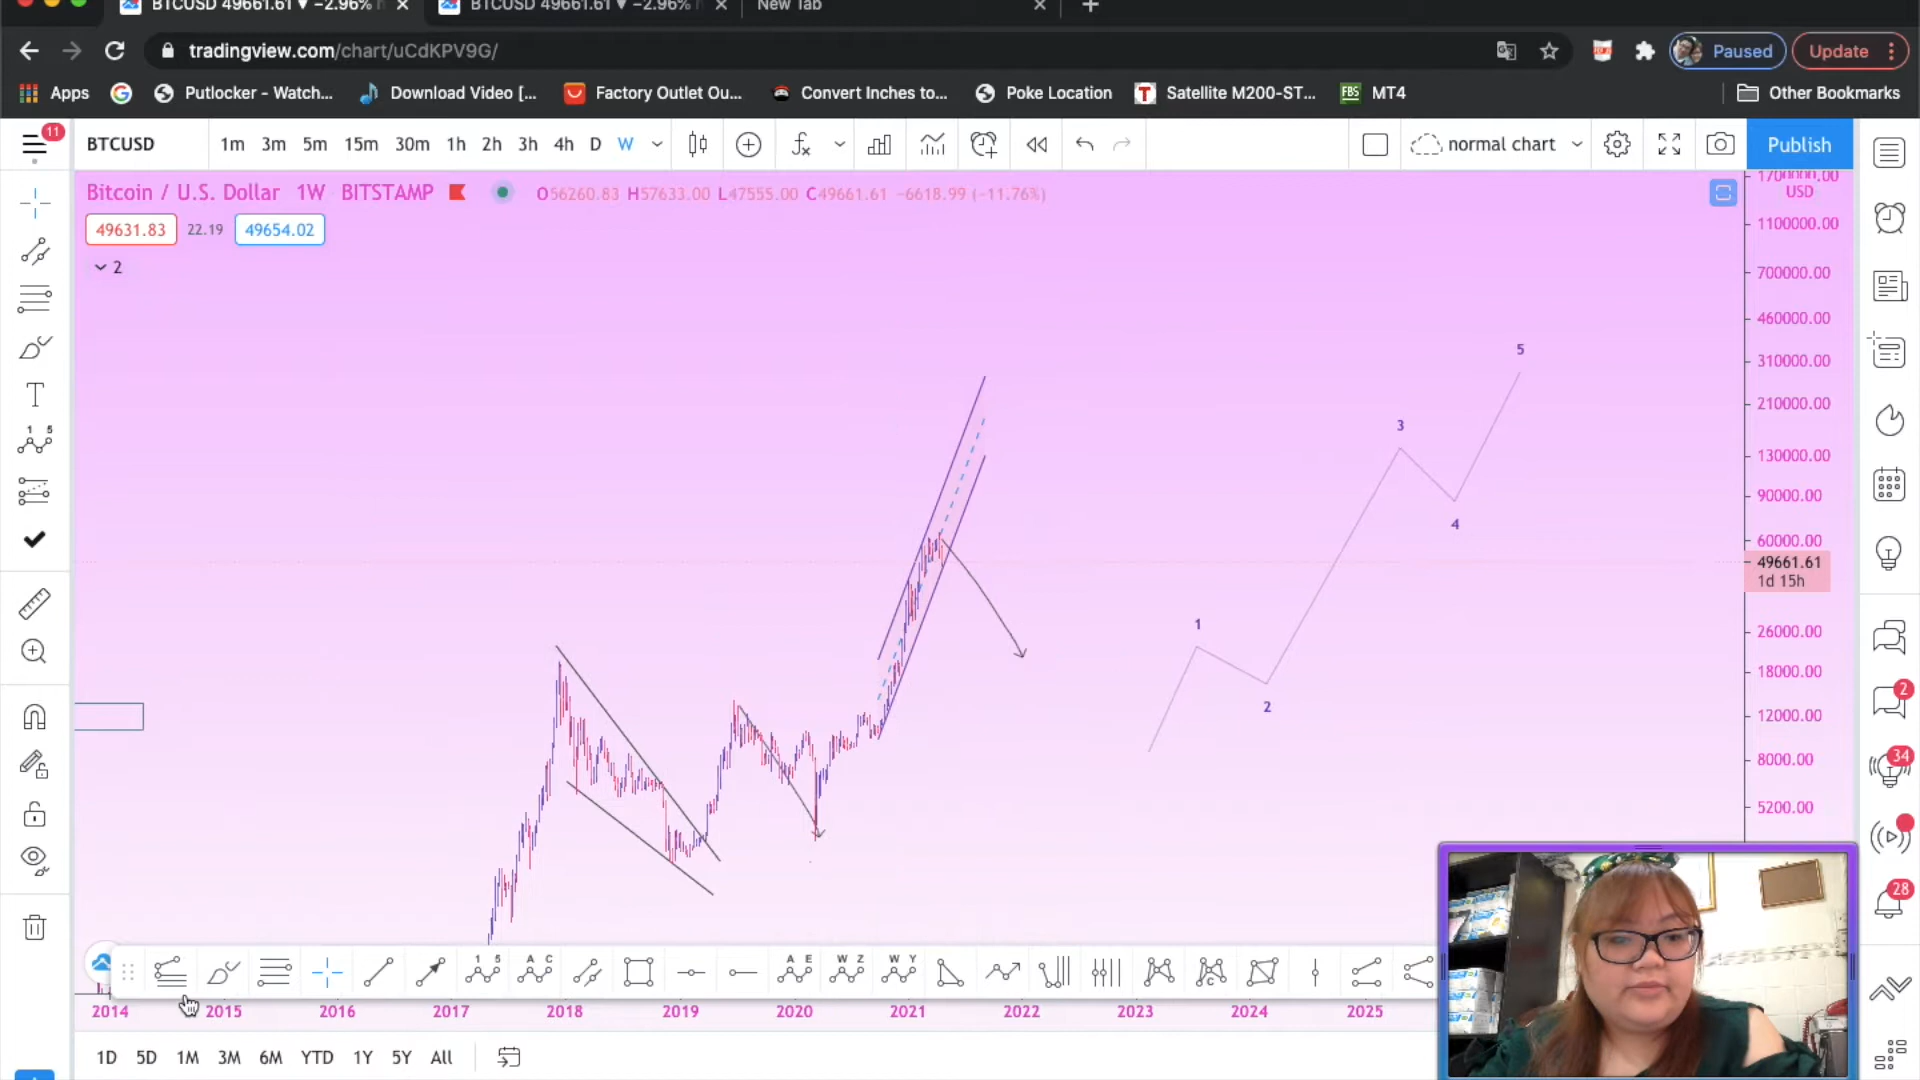 BTCUSD 49661.61 ▼ −2.96%
BTCUSD 49661.61 ▼ −2.96%
New Tab
tradingview.com/chart/uCdKPV9G/
Paused
Update
Apps
Putlocker - Watch...
Download Video [...
Factory Outlet Ou...
Convert Inches to...
Poke Location
Satellite M200-ST...
FBS MT4
Other Bookmarks
11
BTCUSD
1m 3m 5m 15m 30m 1h 2h 3h 4h D W
normal chart
Publish
Bitcoin / U.S. Dollar 1W BITSTAMP
O56260.83 H57633.00 L47555.00 C49661.61 −6618.99 (−11.76%)
49631.83 22.19 49654.02
2
USD
1100000.00
700000.00
460000.00
310000.00
210000.00
130000.00
90000.00
60000.00
49661.61
1d 15h
26000.00
18000.00
12000.00
8000.00
5200.00
1
2
3
4
5
1 5
2
34
28
1 5
A C
A E
W Z
W Y
C
2014 2015 2016 2017 2018 2019 2020 2021 2022 2023 2024 2025
1D 5D 1M 3M 6M YTD 1Y 5Y All